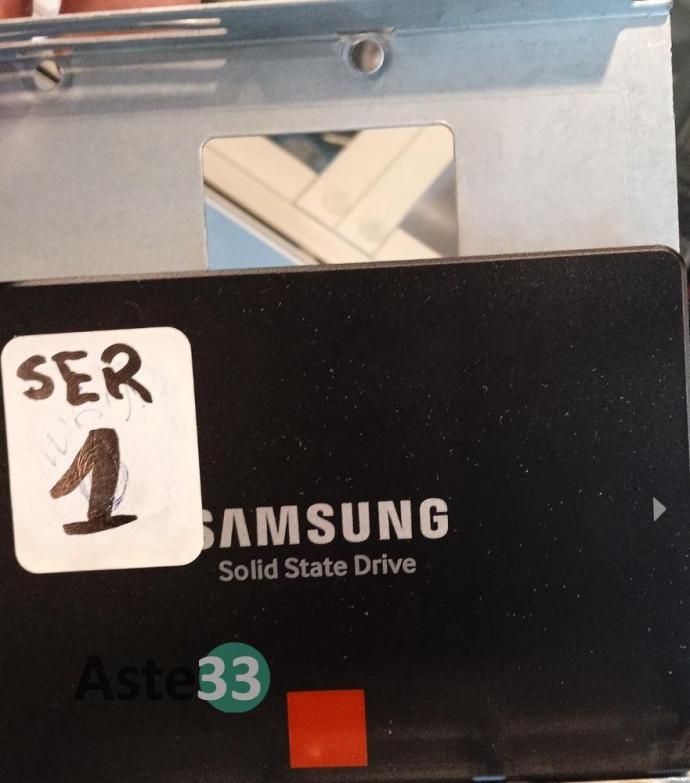 SER
1
SAMSUNG
Solid State Drive
Aste33